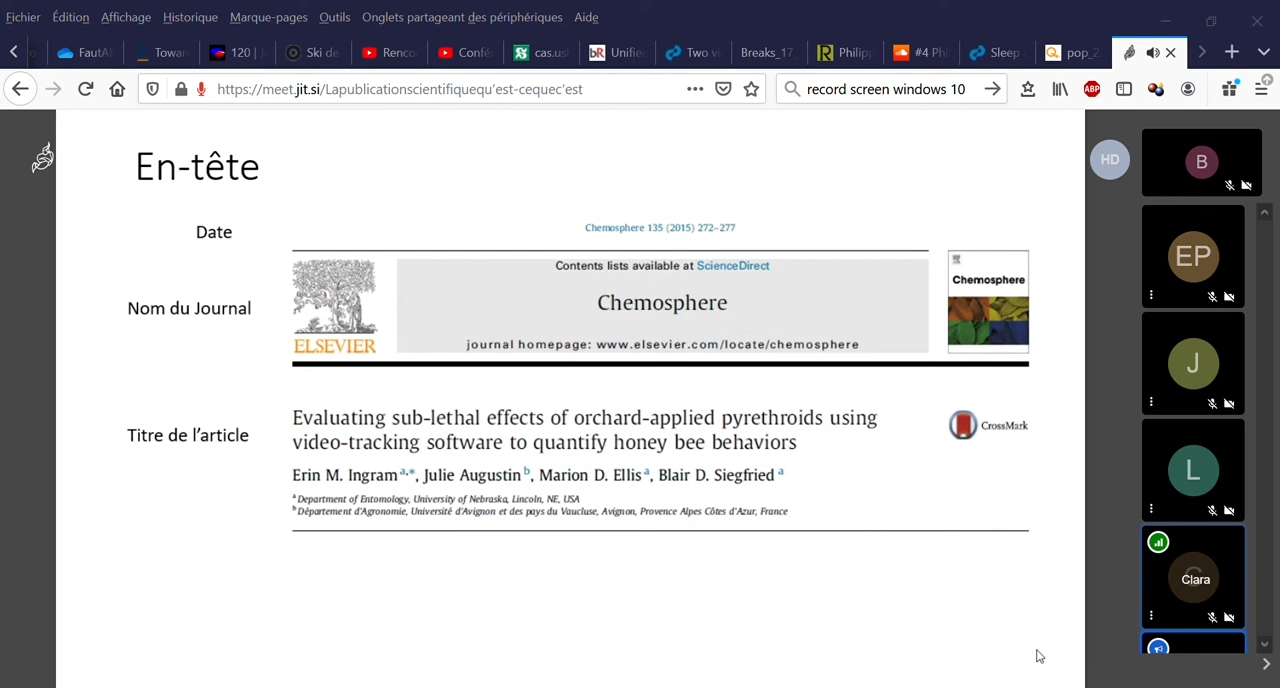 Fichier Édition Affichage Historique Marque-pages Outils Onglets partageant des périphériques Aide
FautAl Towar 120 | J Ski de Renco Confé cas.us Unifie Two vi Breaks_17_ Philip #4 Ph Sleep pop_2.
https://meet.jit.si/Lapublicationscientifiquequ'est-cequec'est
record screen windows 10
En-tête
Date
Chemosphere 135 (2015) 272–277
Contents lists available at ScienceDirect
Nom du Journal
Chemosphere
journal homepage: www.elsevier.com/locate/chemosphere
ELSEVIER
Chemosphere
Titre de l'article
Evaluating sub-lethal effects of orchard-applied pyrethroids using
video-tracking software to quantify honey bee behaviors
CrossMark
Erin M. Ingram a,*, Julie Augustin b, Marion D. Ellis a, Blair D. Siegfried a
a Department of Entomology, University of Nebraska, Lincoln, NE, USA
b Département d'Agronomie, Université d'Avignon et des pays du Vaucluse, Avignon, Provence Alpes Côtes d'Azur, France
HD
B
EP
J
L
C
Clara